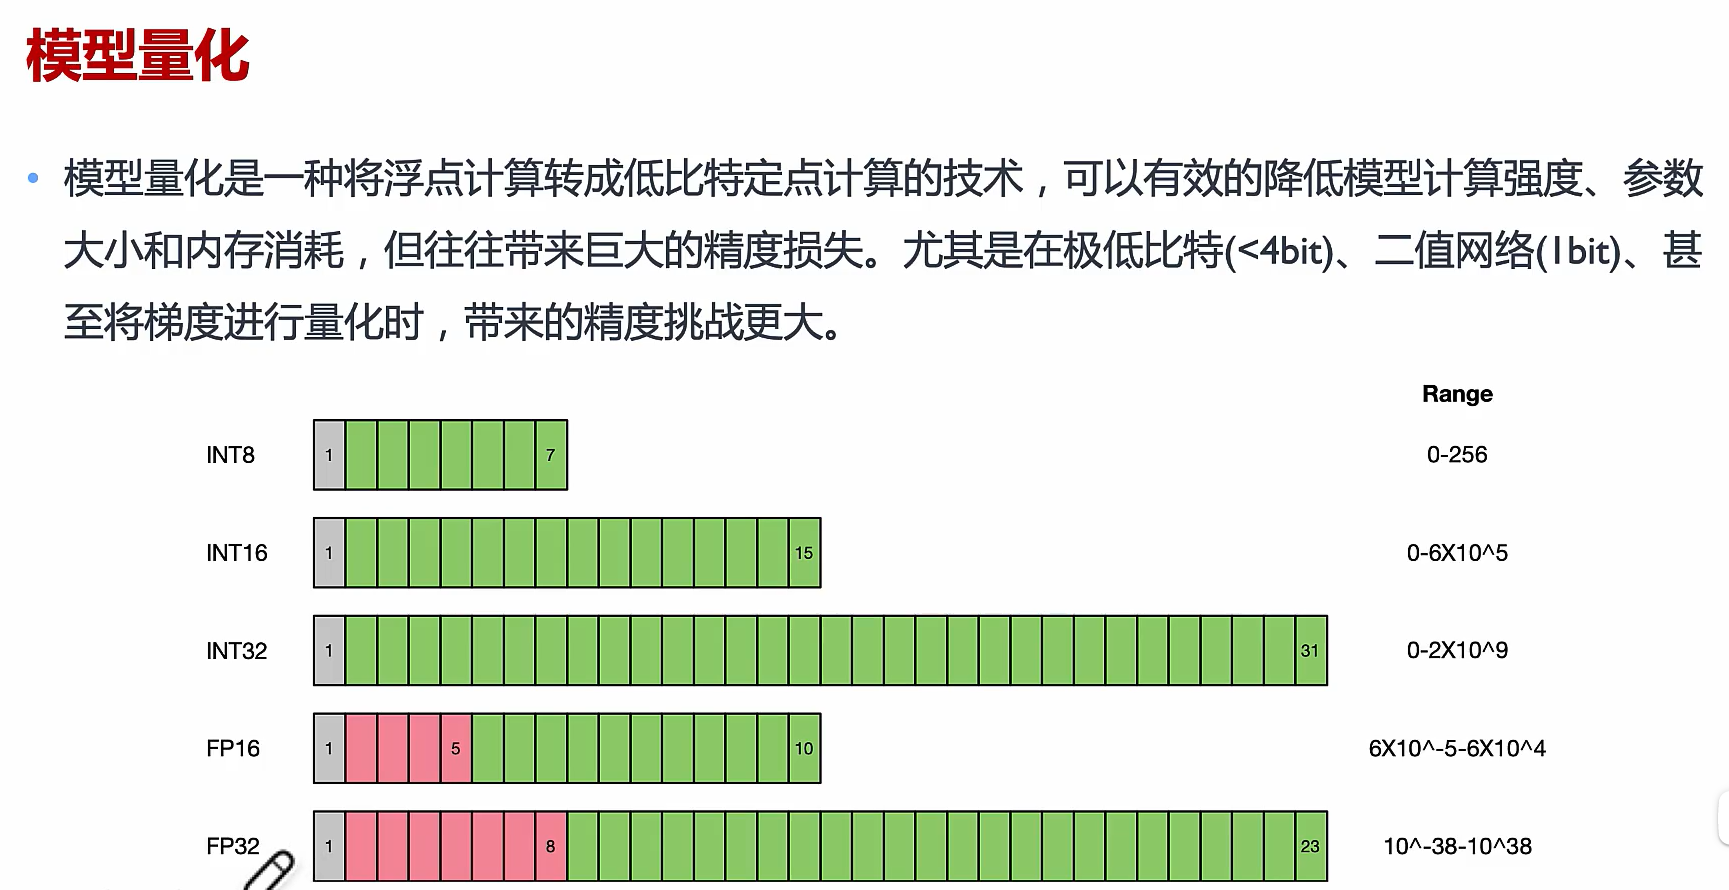 模型量化
• 模型量化是一种将浮点计算转成低比特定点计算的技术，可以有效的降低模型计算强度、参数
大小和内存消耗，但往往带来巨大的精度损失。尤其是在极低比特(<4bit)、二值网络(1bit)、甚
至将梯度进行量化时，带来的精度挑战更大。
Range
INT8 1 7 0-256
INT16 1 15 0-6X10^5
INT32 1 31 0-2X10^9
FP16 1 5 10 6X10^-5-6X10^4
FP32 1 8 23 10^-38-10^38